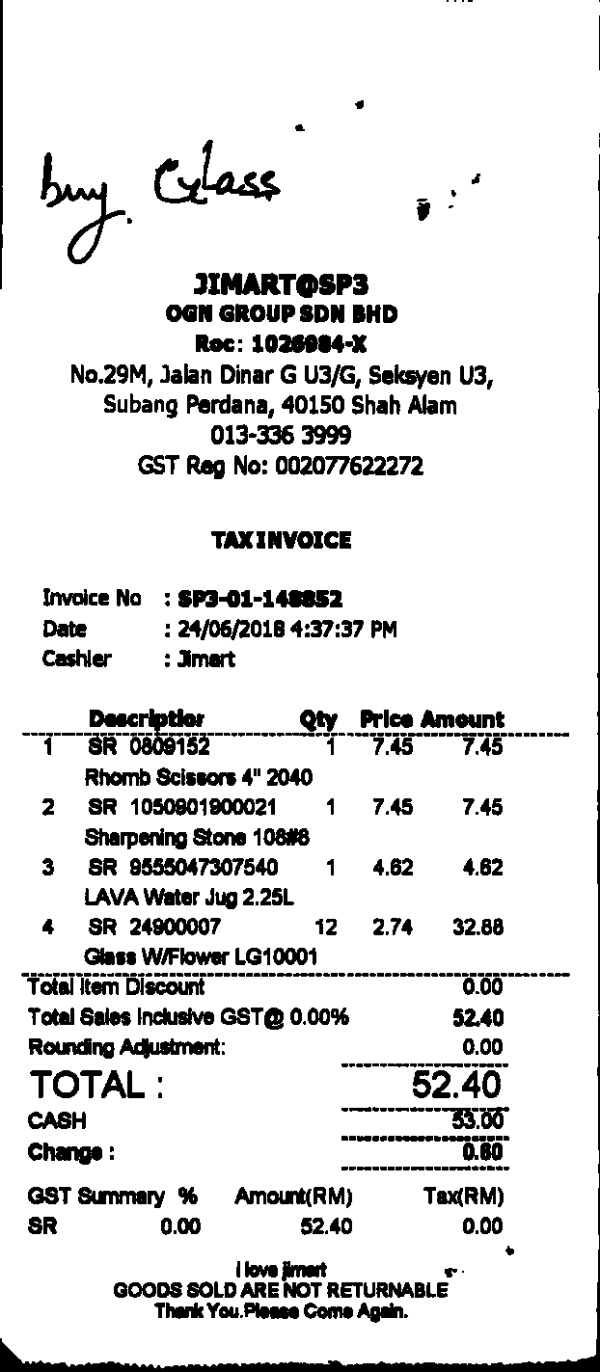 buy Glass
JIMART@SP3
OGN GROUP SDN BHD
Roc: 1026984-X
No.29M, Jalan Dinar G U3/G, Seksyen U3,
Subang Perdana, 40150 Shah Alam
013-336 3999
GST Reg No: 002077622272
TAX INVOICE
Invoice No : SP3-01-148852
Date : 24/06/2018 4:37:37 PM
Cashier : Jimart
Description Qty Price Amount
1 SR 0809152 1 7.45 7.45
Rhomb Scissors 4" 2040
2 SR 1050901900021 1 7.45 7.45
Sharpening Stone 108#8
3 SR 9555047307540 1 4.62 4.62
LAVA Water Jug 2.25L
4 SR 24900007 12 2.74 32.88
Glass W/Flower LG10001
Total Item Discount 0.00
Total Sales Inclusive GST@ 0.00% 52.40
Rounding Adjustment: 0.00
TOTAL : 52.40
CASH 53.00
Change : 0.60
GST Summary % Amount(RM) Tax(RM)
SR 0.00 52.40 0.00
i love jimart
GOODS SOLD ARE NOT RETURNABLE
Thank You.Please Come Again.